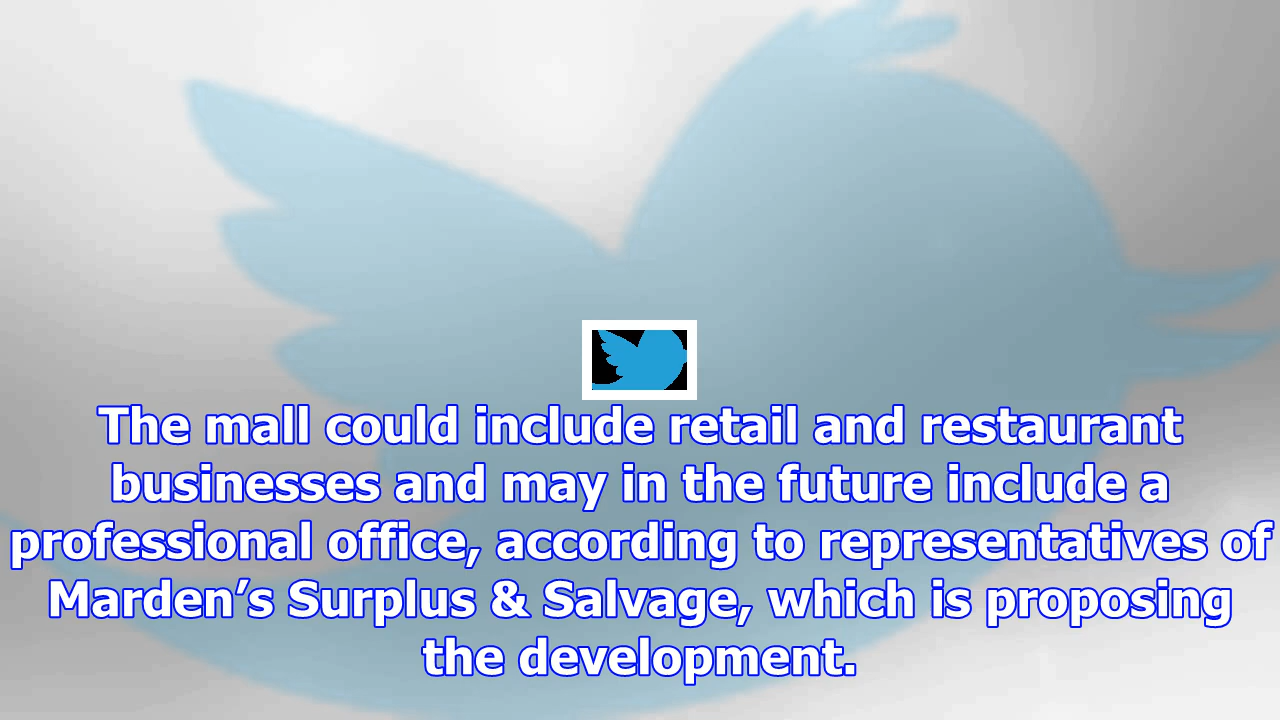 The mall could include retail and restaurant
businesses and may in the future include a
professional office, according to representatives of
Marden’s Surplus & Salvage, which is proposing
the development.